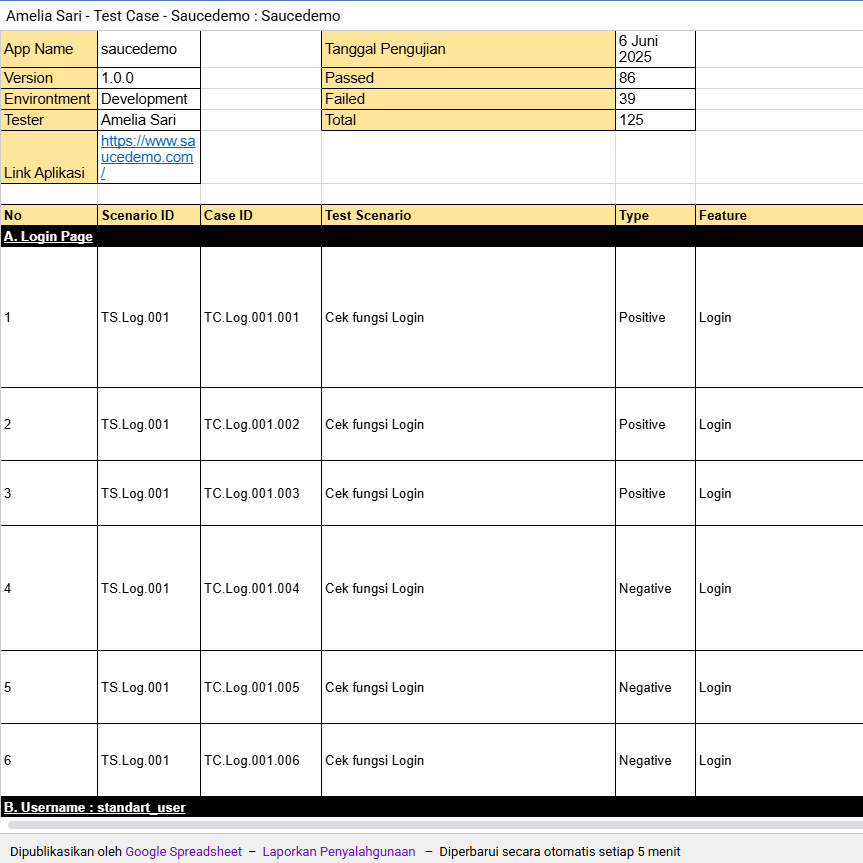 Amelia Sari - Test Case - Saucedemo : Saucedemo
App Name saucedemo Tanggal Pengujian 6 Juni 2025
Version 1.0.0 Passed 86
Environtment Development Failed 39
Tester Amelia Sari Total 125
Link Aplikasi https://www.saucedemo.com/
No Scenario ID Case ID Test Scenario Type Feature
A. Login Page
1 TS.Log.001 TC.Log.001.001 Cek fungsi Login Positive Login
2 TS.Log.001 TC.Log.001.002 Cek fungsi Login Positive Login
3 TS.Log.001 TC.Log.001.003 Cek fungsi Login Positive Login
4 TS.Log.001 TC.Log.001.004 Cek fungsi Login Negative Login
5 TS.Log.001 TC.Log.001.005 Cek fungsi Login Negative Login
6 TS.Log.001 TC.Log.001.006 Cek fungsi Login Negative Login
B. Username : standart_user
Dipublikasikan oleh Google Spreadsheet – Laporkan Penyalahgunaan – Diperbarui secara otomatis setiap 5 menit